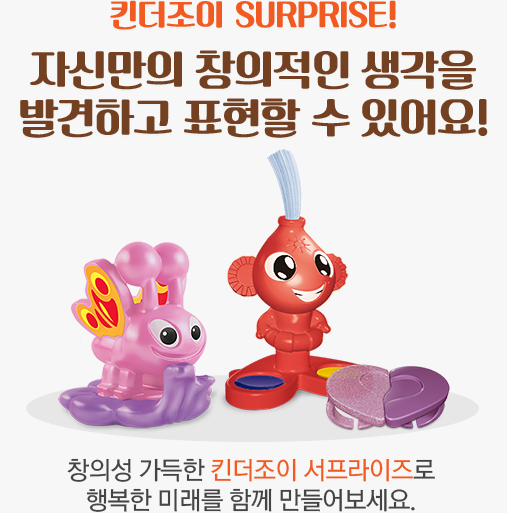 킨더조이 SURPRISE!
자신만의 창의적인 생각을
발견하고 표현할 수 있어요!
창의성 가득한 킨더조이 서프라이즈로
행복한 미래를 함께 만들어보세요.